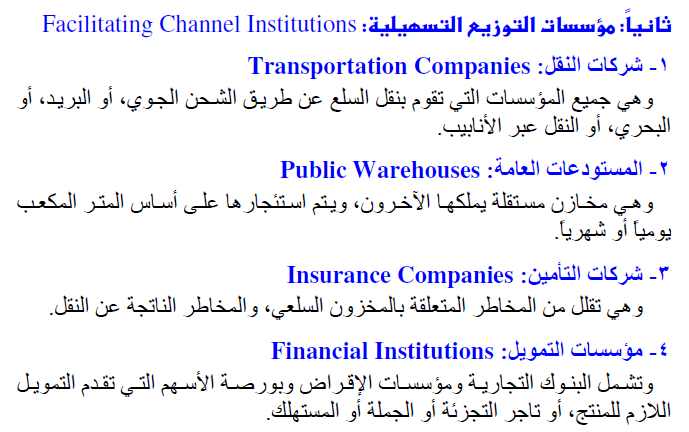 ثانياً: مؤسسات التوزيع التسهيلية: Facilitating Channel Institutions
١- شركات النقل: Transportation Companies
وهي جميع المؤسسات التي تقوم بنقل السلع عن طريق الشحن الجوي، أو البريد، أو
البحري، أو النقل عبر الأنابيب.
٢- المستودعات العامة: Public Warehouses
وهي مخازن مستقلة يملكها الآخرون، ويتم استئجارها على أساس المتر المكعب
يومياً أو شهرياً.
٣- شركات التأمين: Insurance Companies
وهي تقلل من المخاطر المتعلقة بالمخزون السلعي، والمخاطر الناتجة عن النقل.
٤- مؤسسات التمويل: Financial Institutions
وتشمل البنوك التجارية ومؤسسات الإقراض وبورصة الأسهم التي تقدم التمويل
اللازم للمنتج، أو تاجر التجزئة أو الجملة أو المستهلك.